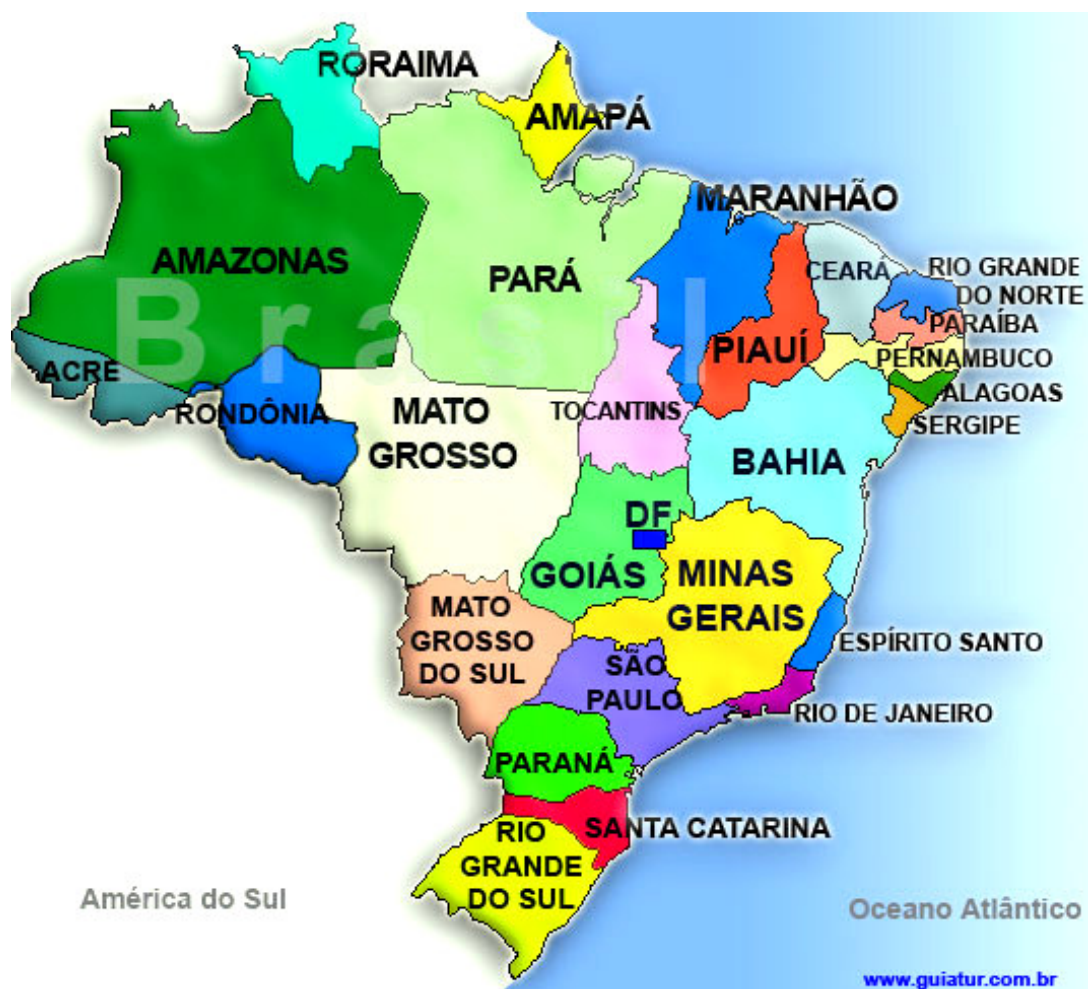 RORAIMA
AMAPÁ
MARANHÃO
AMAZONAS
PARÁ
CEARÁ
RIO GRANDE
DO NORTE
Brasil
PARAÍBA
PIAUÍ
PERNAMBUCO
ACRE
ALAGOAS
RONDÔNIA
TOCANTINS
MATO
GROSSO
SERGIPE
BAHIA
DF
GOIÁS
MINAS
GERAIS
MATO
GROSSO
DO SUL
ESPÍRITO SANTO
SÃO
PAULO
RIO DE JANEIRO
PARANÁ
SANTA CATARINA
RIO
GRANDE
DO SUL
América do Sul
Oceano Atlântico
www.guiatur.com.br